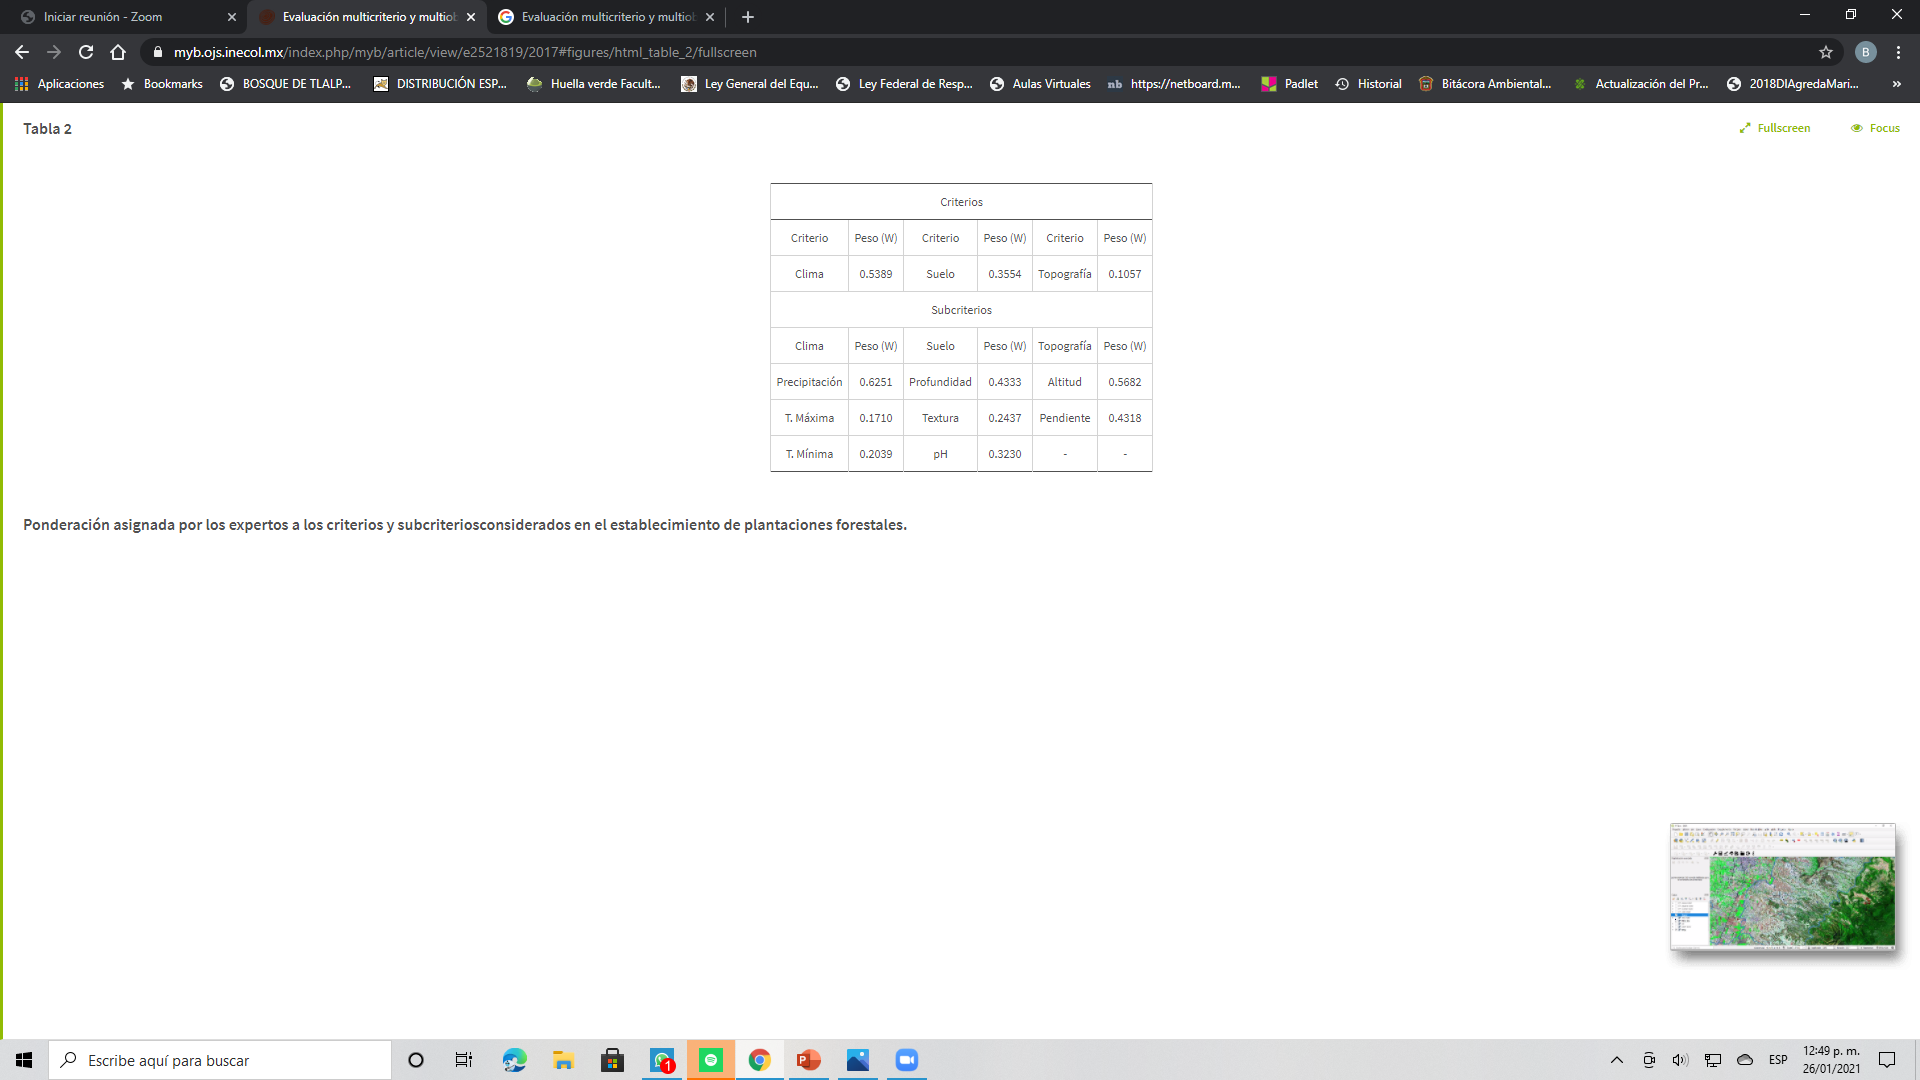 Iniciar reunión - Zoom
Evaluación multicriterio y multiob
Evaluación multicriterio y multiob
myb.ojs.inecol.mx/index.php/myb/article/view/e2521819/2017#figures/html_table_2/fullscreen
B
Aplicaciones Bookmarks BOSQUE DE TLALP... DISTRIBUCIÓN ESP... Huella verde Facult... Ley General del Equ... Ley Federal de Resp... Aulas Virtuales nb https://netboard.m... Padlet Historial Bitácora Ambiental... Actualización del Pr... 2018DIAgredaMari... »
Tabla 2
Fullscreen Focus
Criterios
Criterio Peso (W) Criterio Peso (W) Criterio Peso (W)
Clima 0.5389 Suelo 0.3554 Topografía 0.1057
Subcriterios
Clima Peso (W) Suelo Peso (W) Topografía Peso (W)
Precipitación 0.6251 Profundidad 0.4333 Altitud 0.5682
T. Máxima 0.1710 Textura 0.2437 Pendiente 0.4318
T. Mínima 0.2039 pH 0.3230 - -
Ponderación asignada por los expertos a los criterios y subcriteriosconsiderados en el establecimiento de plantaciones forestales.
Escribe aquí para buscar
1
ESP
12:49 p. m.
26/01/2021